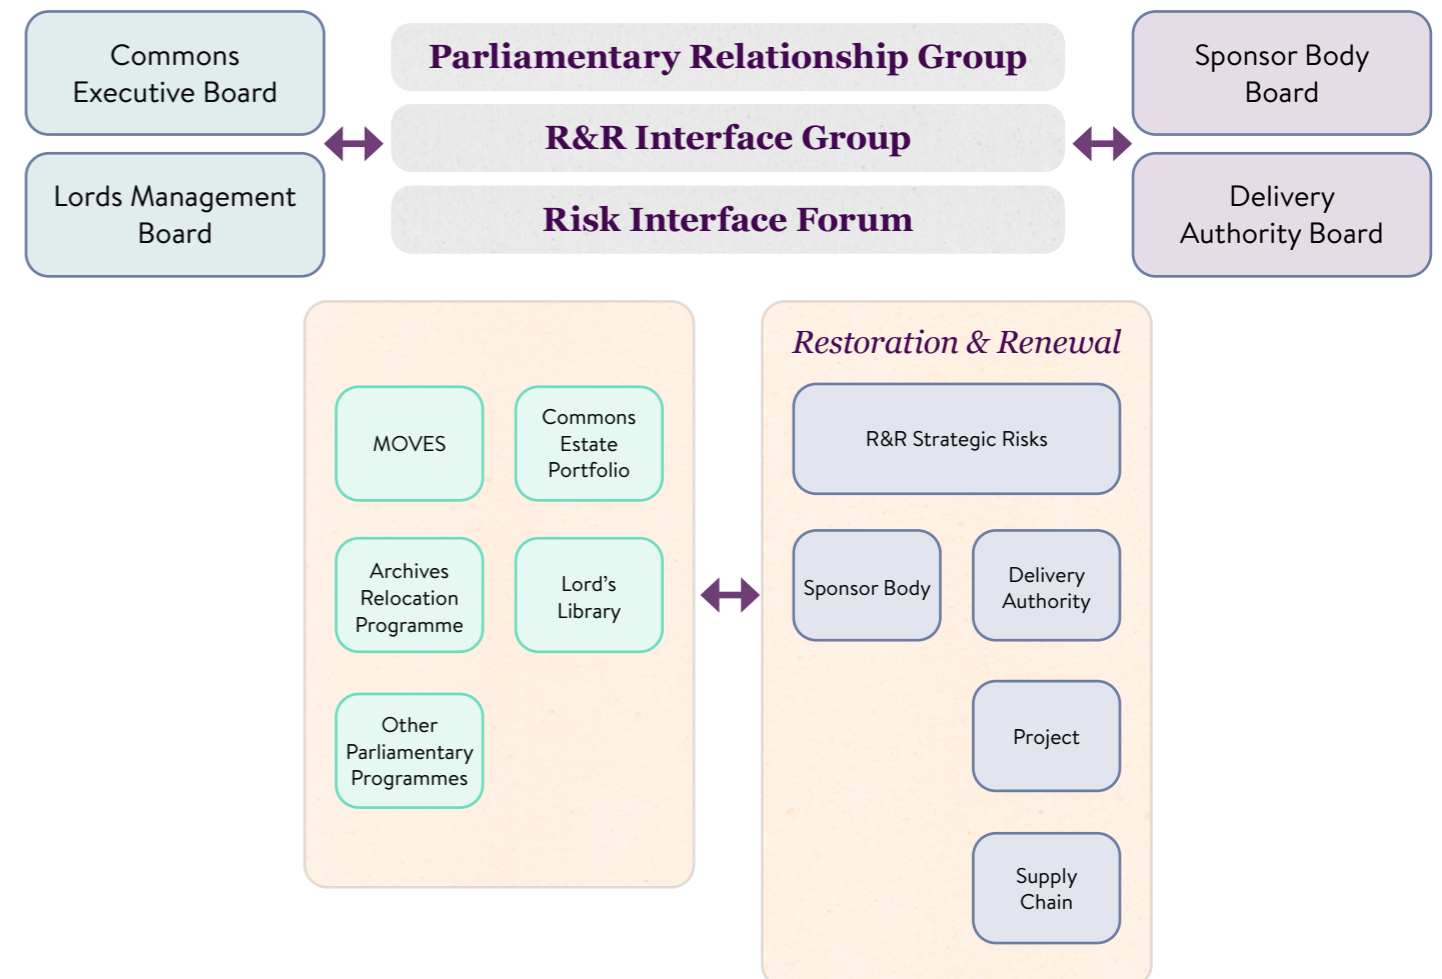 Commons
Executive Board
Lords Management
Board
Parliamentary Relationship Group
R&R Interface Group
Risk Interface Forum
Sponsor Body
Board
Delivery
Authority Board
MOVES
Commons
Estate
Portfolio
Archives
Relocation
Programme
Lord’s
Library
Other
Parliamentary
Programmes
Restoration & Renewal
R&R Strategic Risks
Sponsor Body
Delivery
Authority
Project
Supply
Chain